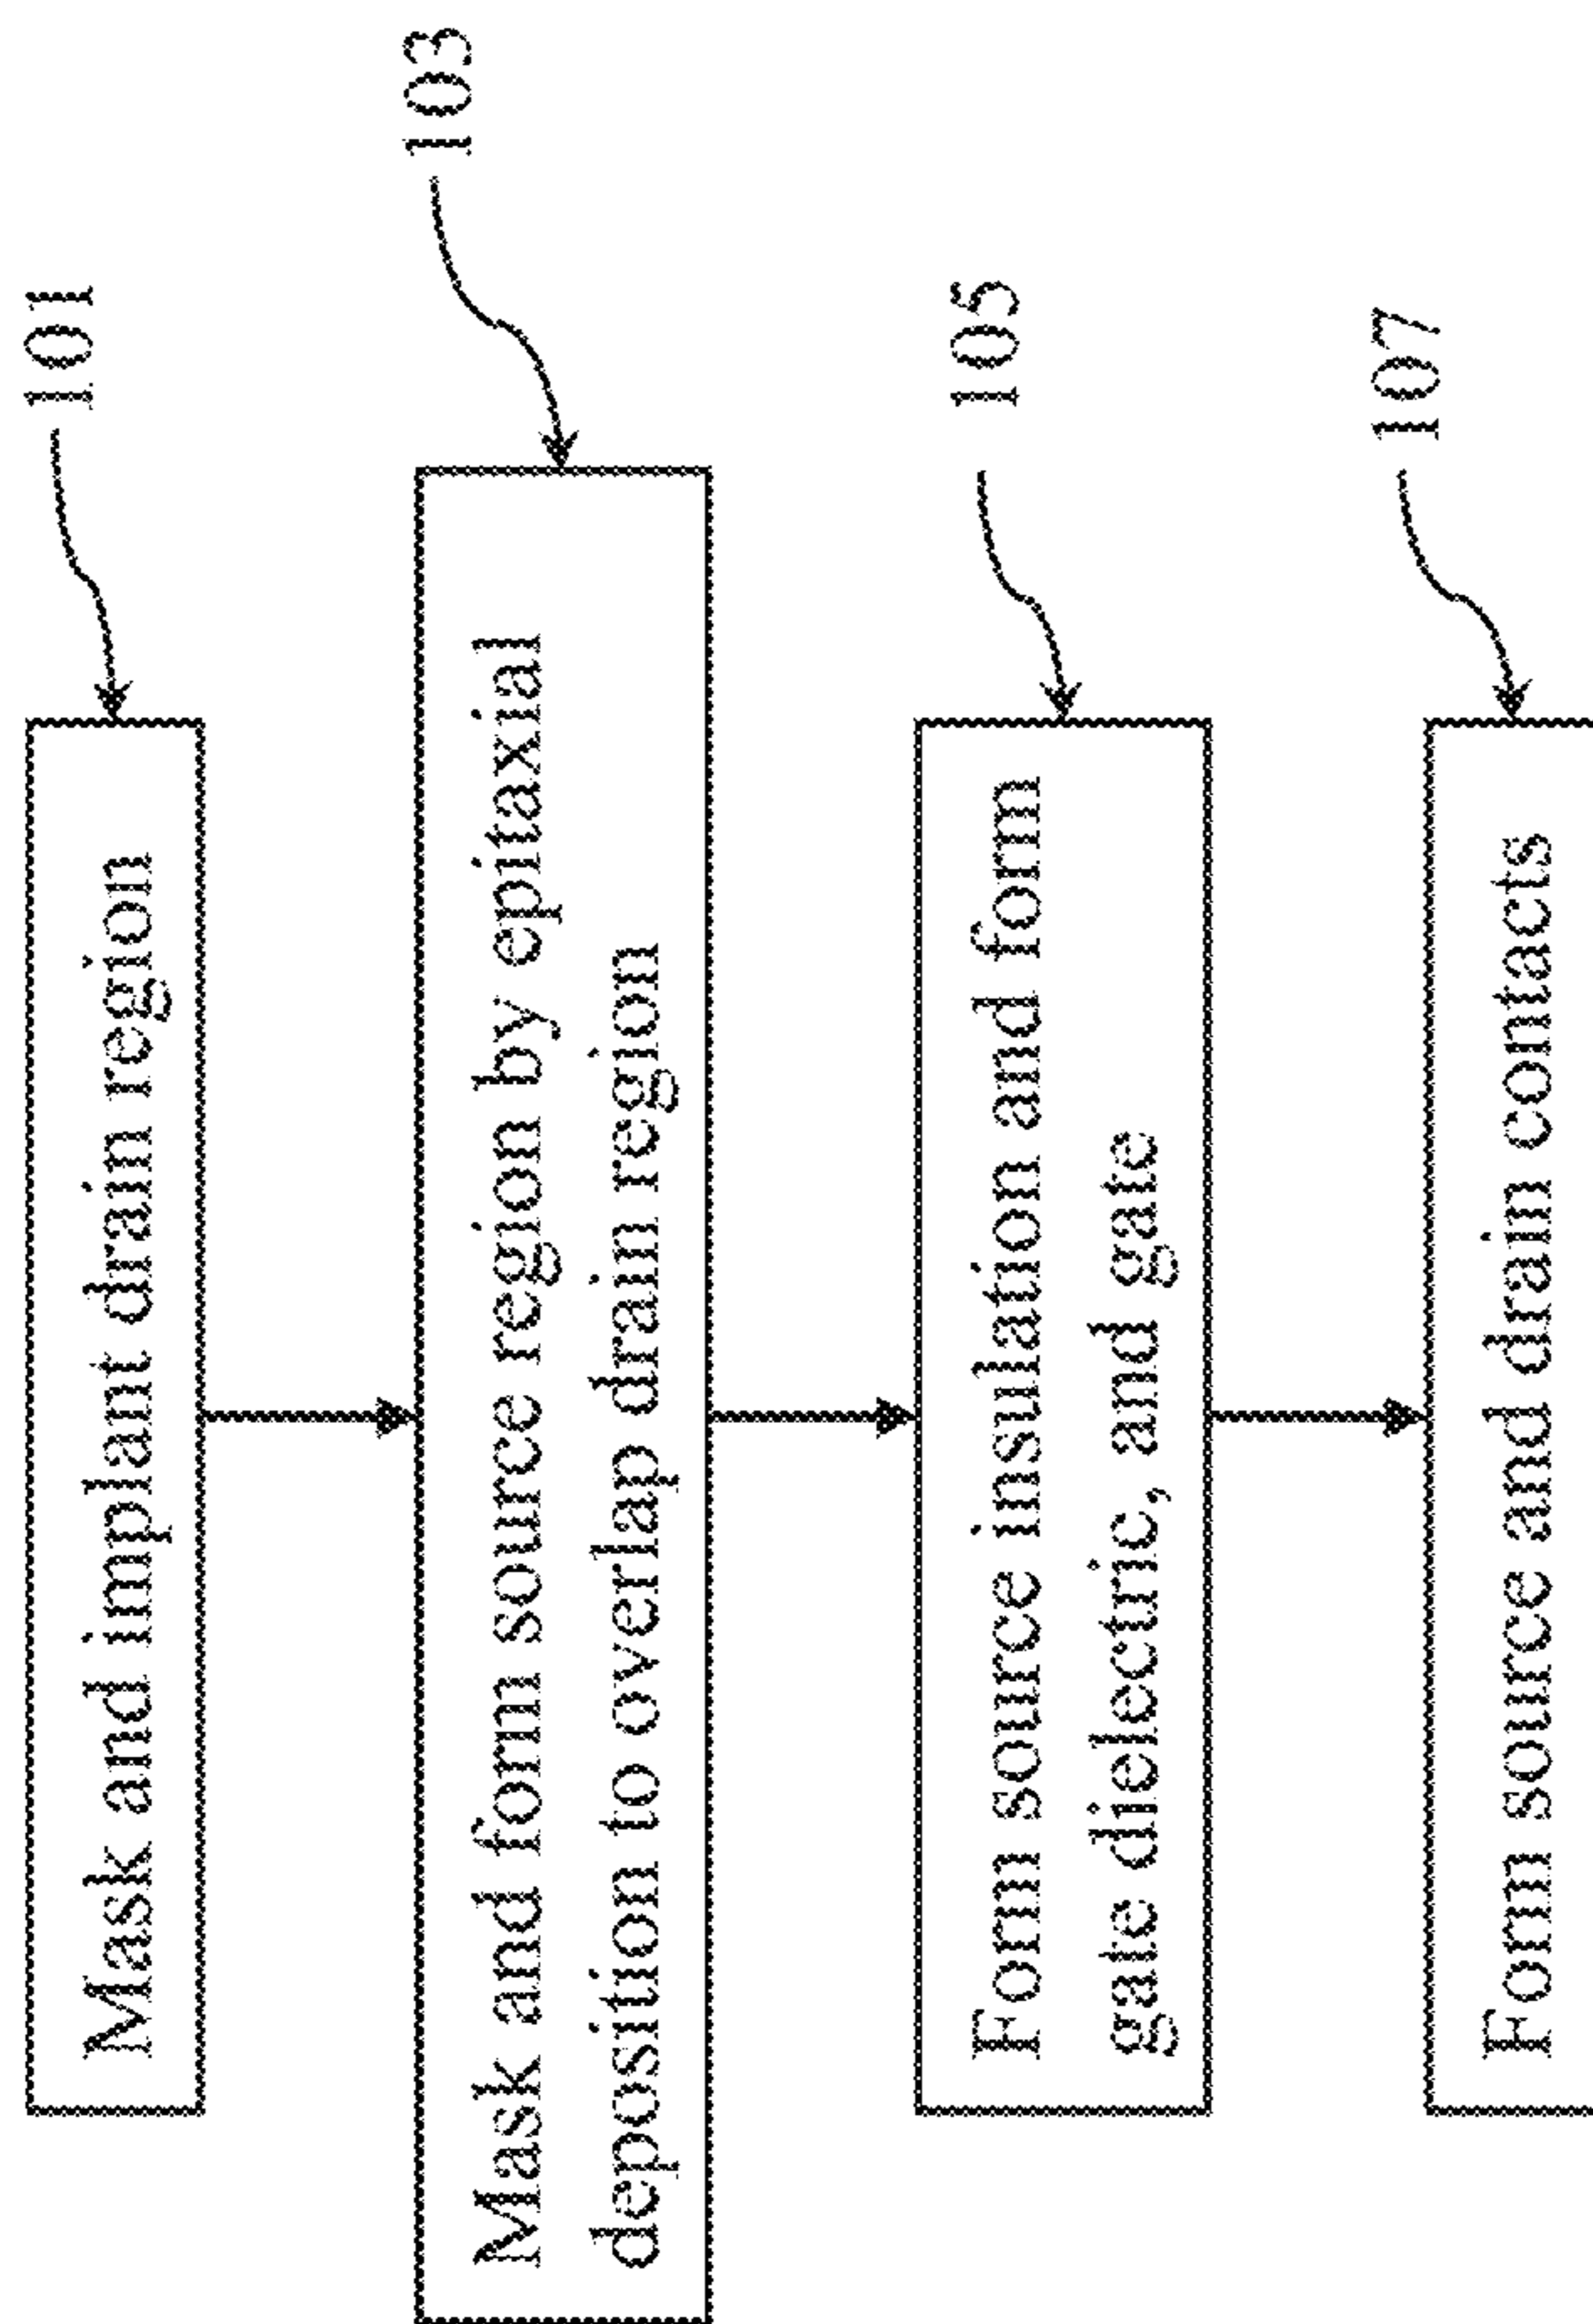 Mask and implant drain region
101
Mask and form source region by epitaxial
deposition to overlap drain region
103
Form source insulation and form
gate dielectric, and gate
105
Form source and drain contacts
107